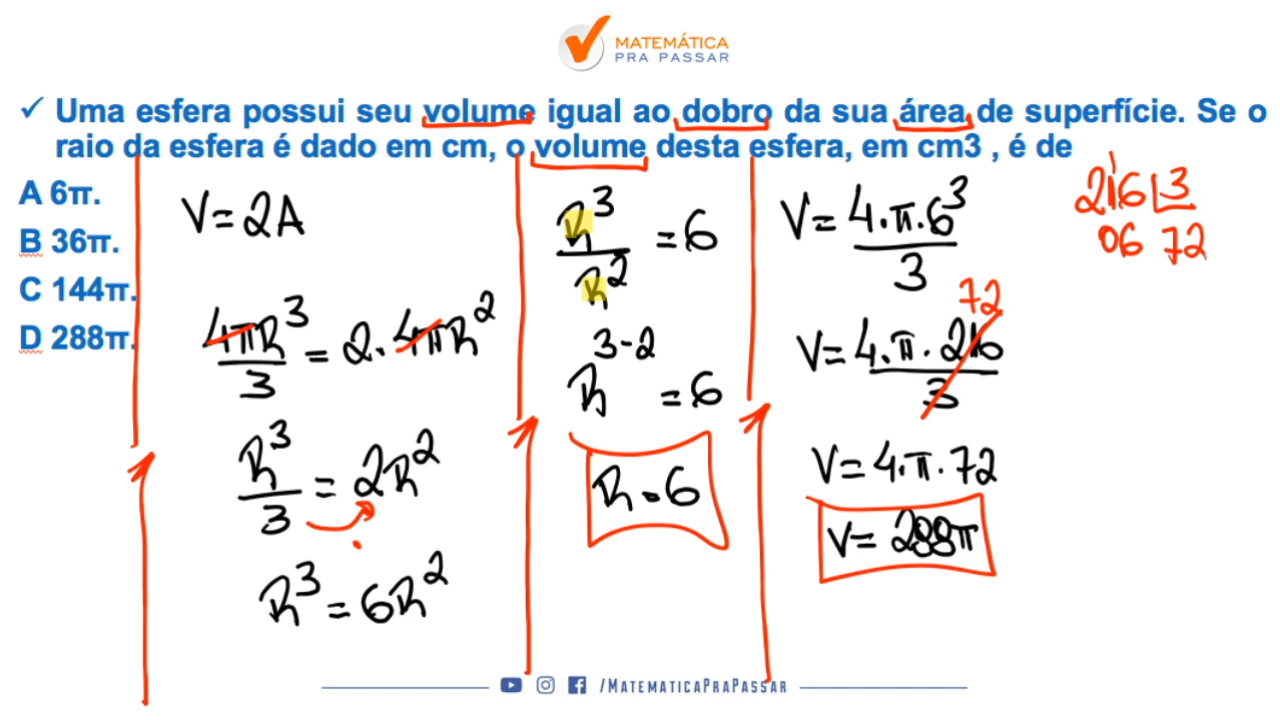 MATEMÁTICA
PRA PASSAR
✓ Uma esfera possui seu volume igual ao dobro da sua área de superfície. Se o
raio da esfera é dado em cm, o volume desta esfera, em cm3 , é de
A 6π.
B 36π.
C 144π.
D 288π.
V=2A
4πR³/3 = 2.4πR²
R³/3 = 2R²
R³=6R²
R³/R² =6
R³⁻² =6
R=6
V=4.π.6³/3
V=4.π.216/3
72
V=4.π.72
V=288π
216 3
06 72
/MATEMATICAPRAPASSAR